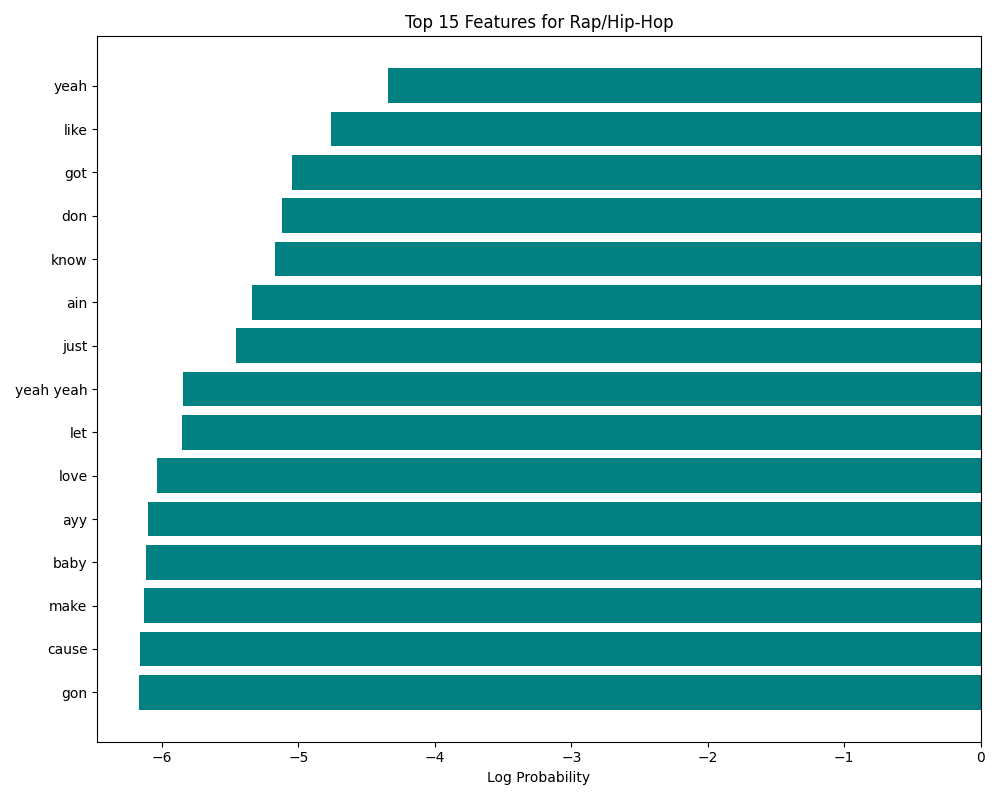 Top 15 Features for Rap/Hip-Hop
yeah
like
got
don
know
ain
just
yeah yeah
let
love
ayy
baby
make
cause
gon
−6 −5 −4 −3 −2 −1 0
Log Probability